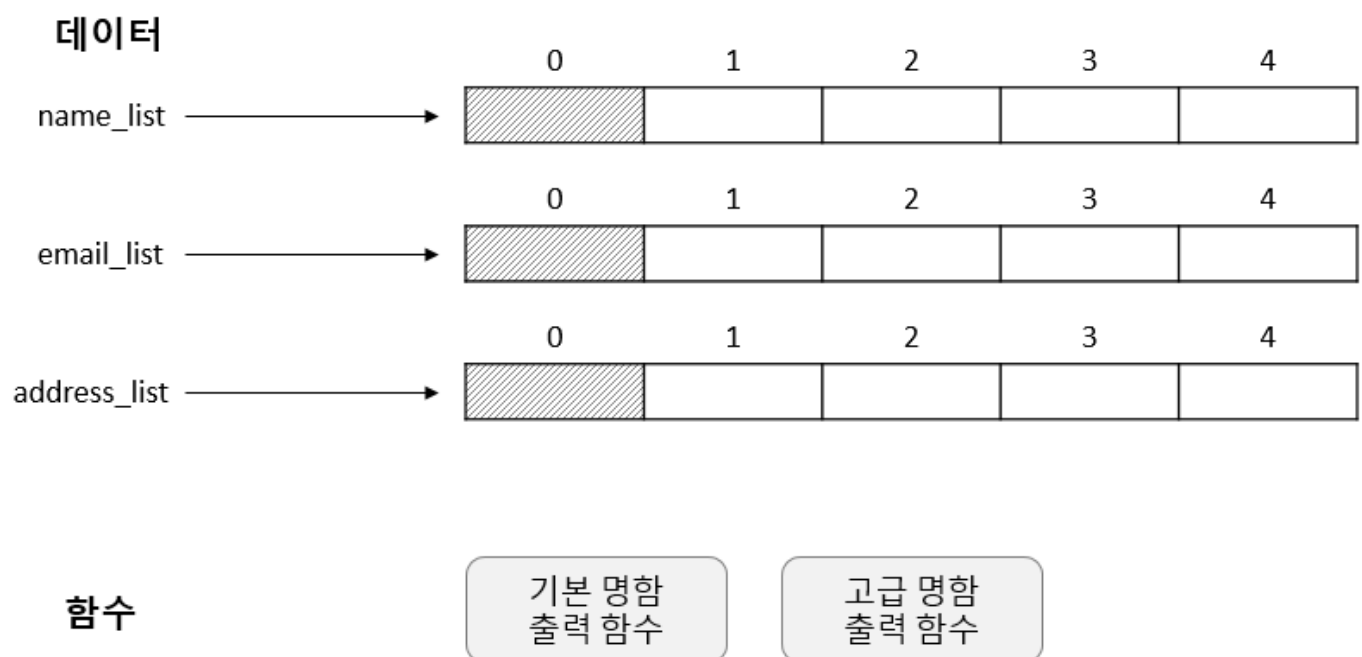 데이터
0 1 2 3 4
name_list
0 1 2 3 4
email_list
0 1 2 3 4
address_list
함수
기본 명함
출력 함수
고급 명함
출력 함수